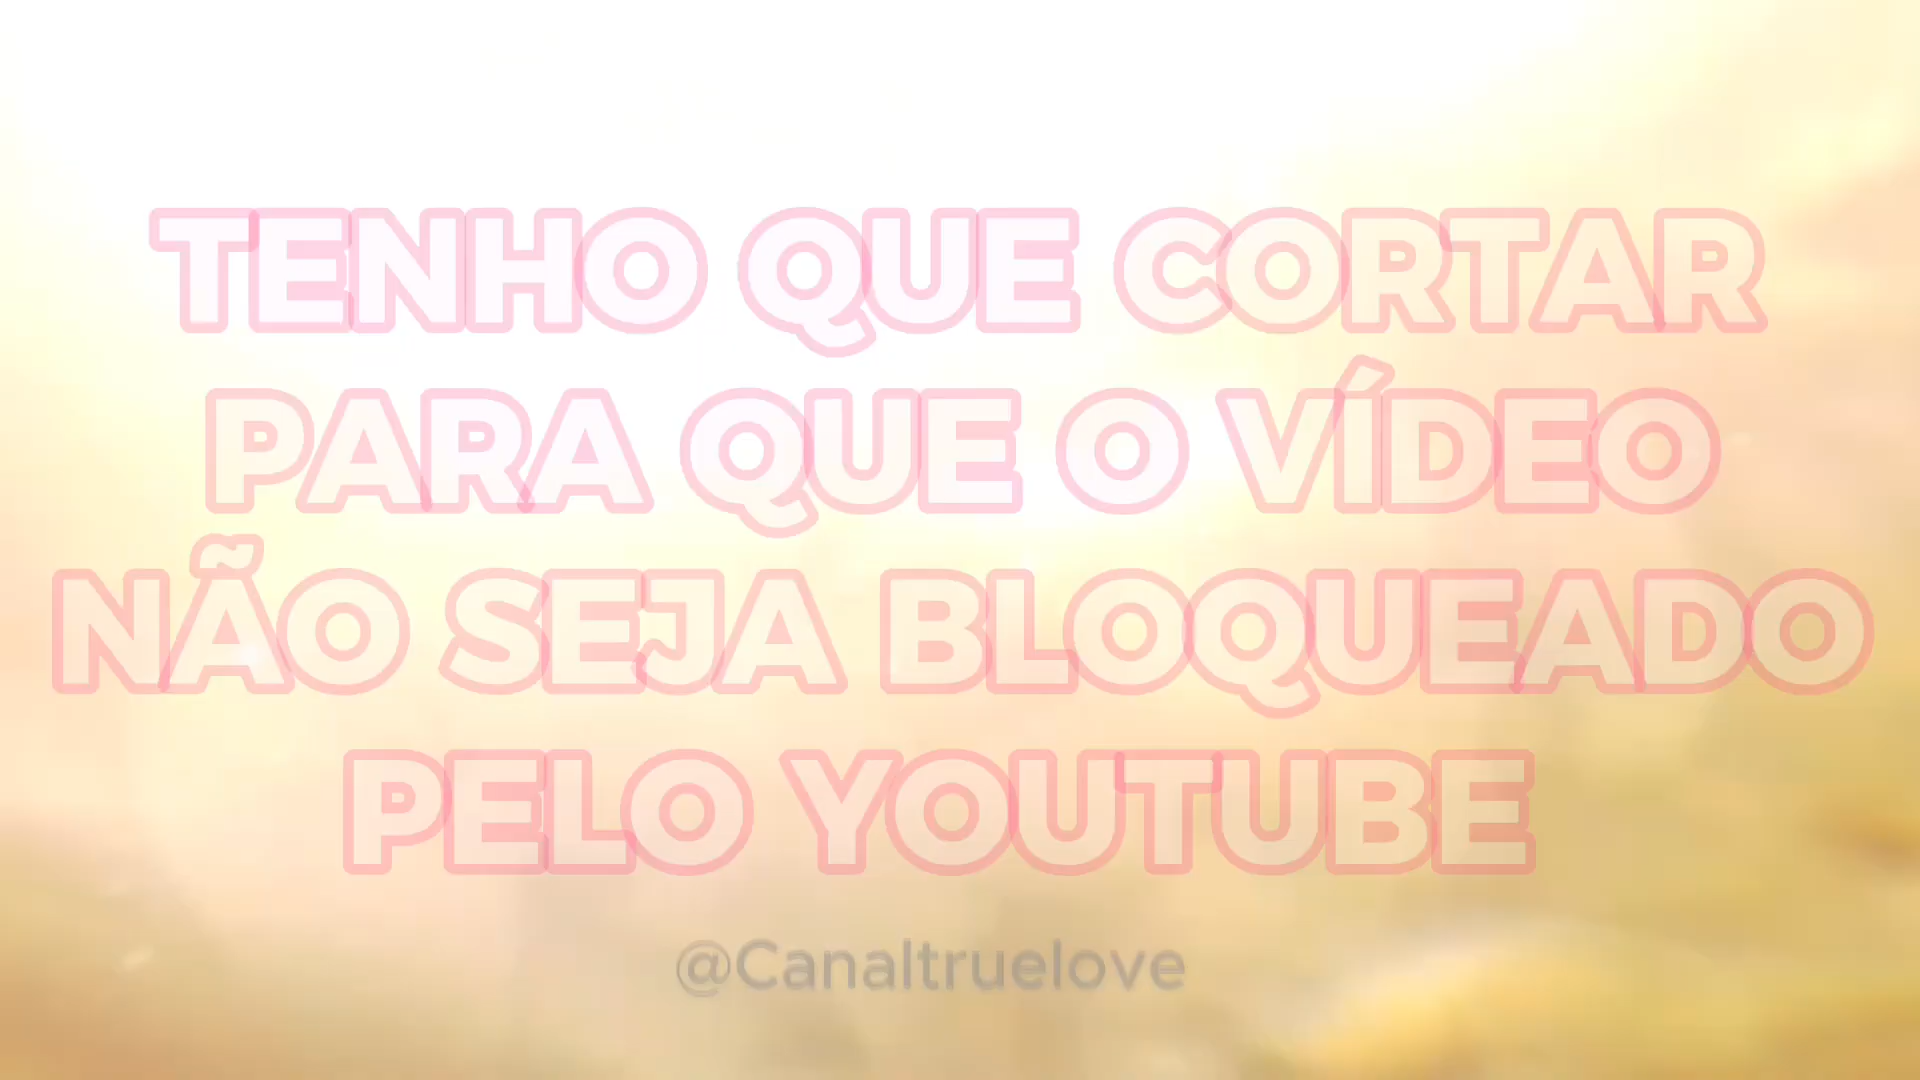 TENHO QUE CORTAR
PARA QUE O VÍDEO
NÃO SEJA BLOQUEADO
PELO YOUTUBE
@Canaltruelove